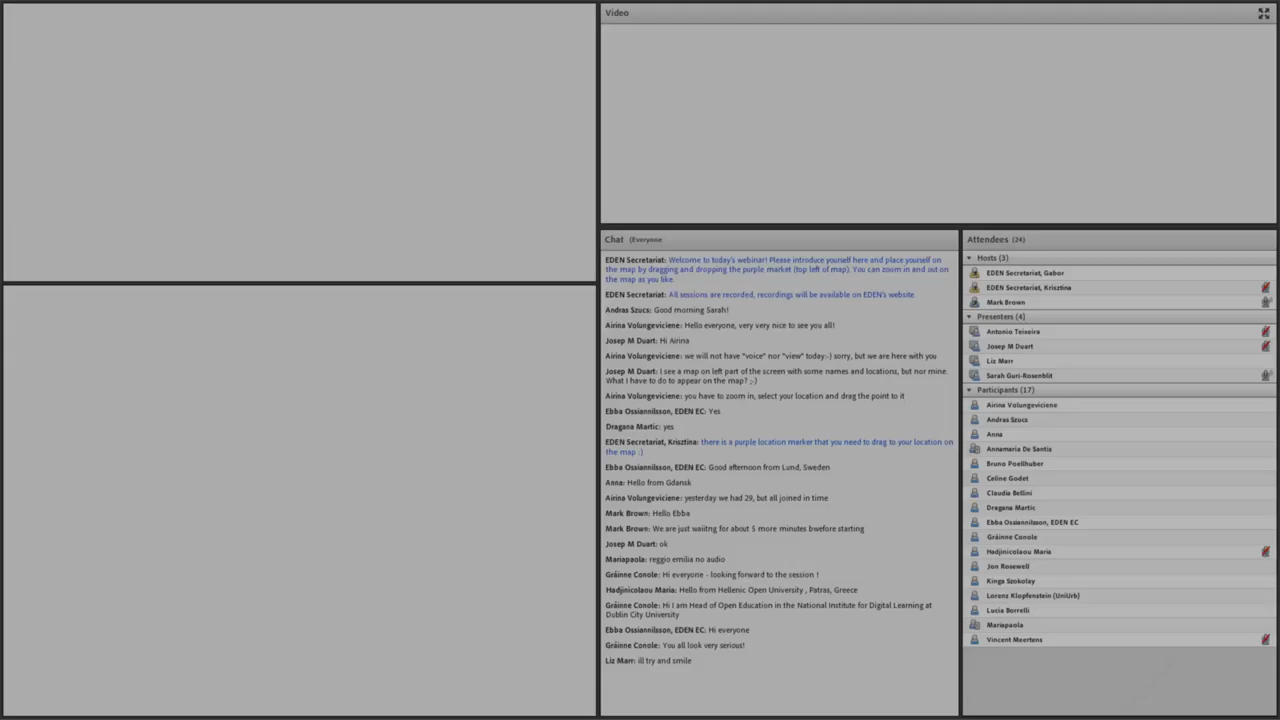 Video
Chat (Everyone
EDEN Secretariat: Welcome to today's webinar! Please introduce yourself here and place yourself on
the map by dragging and dropping the purple market (top left of map). You can zoom in and out on
the map as you like.
EDEN Secretariat: All sessions are recorded, recordings will be available on EDEN's website.
Andras Szucs: Good morning Sarah!
Airina Volungeviciene: Hello everyone, very very nice to see you all!
Josep M Duart: Hi Airina
Airina Volungeviciene: we will not have "voice" nor "view" today:-) sorry, but we are here with you
Josep M Duart: I see a map on left part of the screen with some names and locations, but nor mine.
What I have to do to appear on the map? ;-)
Airina Volungeviciene: you have to zoom in, select your location and drag the point to it
Ebba Ossiannilsson, EDEN EC: Yes
Dragana Martic: yes
EDEN Secretariat, Krisztina: there is a purple location marker that you need to drag to your location on
the map :)
Ebba Ossiannilsson, EDEN EC: Good afternoon from Lund, Sweden
Anna: Hello from Gdansk
Airina Volungeviciene: yesterday we had 29, but all joined in time
Mark Brown: Hello Ebba
Mark Brown: We are just waiitng for about 5 more minutes bwefore starting
Josep M Duart: ok
Mariapaola: reggio emilia no audio
Gráinne Conole: Hi everyone - looking forward to the session !
Hadjinicolaou Maria: Hello from Hellenic Open University , Patras, Greece
Gráinne Conole: Hi I am Head of Open Education in the National Institute for Digital Learning at
Dublin City University
Ebba Ossiannilsson, EDEN EC: Hi everyone
Gráinne Conole: You all look very serious!
Liz Marr: ill try and smile
Attendees (24)
Hosts (3)
EDEN Secretariat, Gabor
EDEN Secretariat, Krisztina
Mark Brown
Presenters (4)
Antonio Teixeira
Josep M Duart
Liz Marr
Sarah Guri-Rosenblit
Participants (17)
Airina Volungeviciene
Andras Szucs
Anna
Annamaria De Santis
Bruno Poellhuber
Celine Godet
Claudia Bellini
Dragana Martic
Ebba Ossiannilsson, EDEN EC
Gráinne Conole
Hadjinicolaou Maria
Jon Rosewell
Kinga Szokolay
Lorenz Klopfenstein (UniUrb)
Lucia Borrelli
Mariapaola
Vincent Meertens